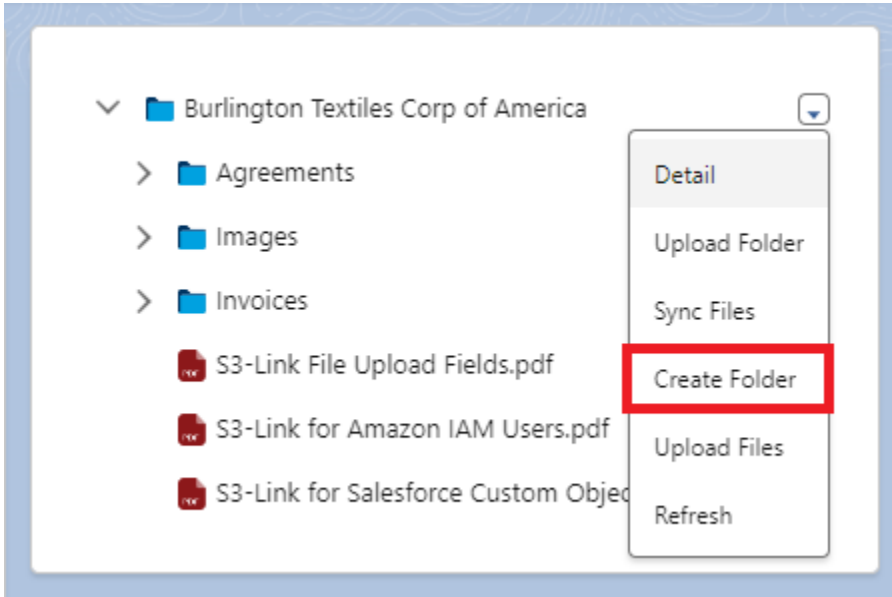 Burlington Textiles Corp of America
Agreements
Images
Invoices
S3-Link File Upload Fields.pdf
S3-Link for Amazon IAM Users.pdf
S3-Link for Salesforce Custom
Detail
Upload Folder
Sync Files
Create Folder
Upload Files
Refresh